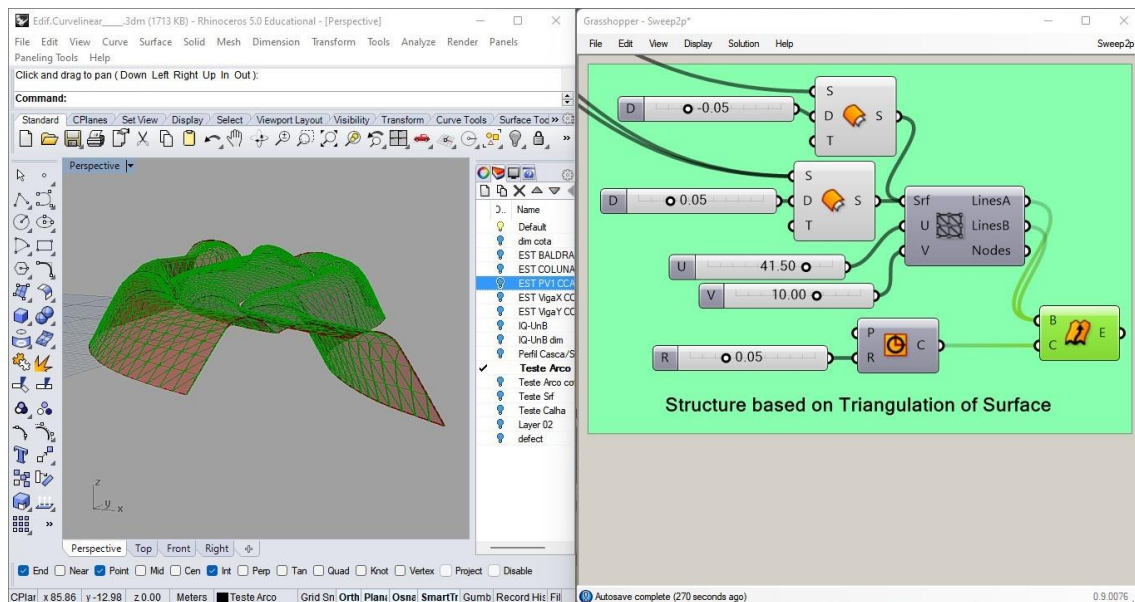 Edif.Curvelinear____.3dm (1713 KB) - Rhinoceros 5.0 Educational - [Perspective]
File Edit View Curve Surface Solid Mesh Dimension Transform Tools Analyze Render Panels
Paneling Tools Help
Click and drag to pan ( Down Left Right Up In Out ):
Command:
Standard CPlanes Set View Display Select Viewport Layout Visibility Transform Curve Tools Surface Toc »
Perspective
Name
Default
dim cota
EST BALDRA
EST COLUNA
EST PV1 CCA
EST VigaX CC
EST VigaY CC
IQ-UnB
IQ-UnB dim
Perfil Casca/S
Teste Arco
Teste Arco co
Teste Srf
Teste Calha
Layer 02
defect
z
y x
Perspective Top Front Right
End Near Point Mid Cen Int Perp Tan Quad Knot Vertex Project Disable
CPlar x 85.86 y -12.98 z 0.00 Meters Teste Arco Grid Sn Orth Plana Osna SmartTr Gumb Record His Fil
Grasshopper - Sweep2p*
File Edit View Display Solution Help Sweep2p
D -0.05
S
D S
T
D 0.05
S
D S
T
Srf LinesA
U LinesB
V Nodes
U 41.50
V 10.00
R 0.05
P
R C
B
C E
Structure based on Triangulation of Surface
Autosave complete (270 seconds ago) 0.9.0076